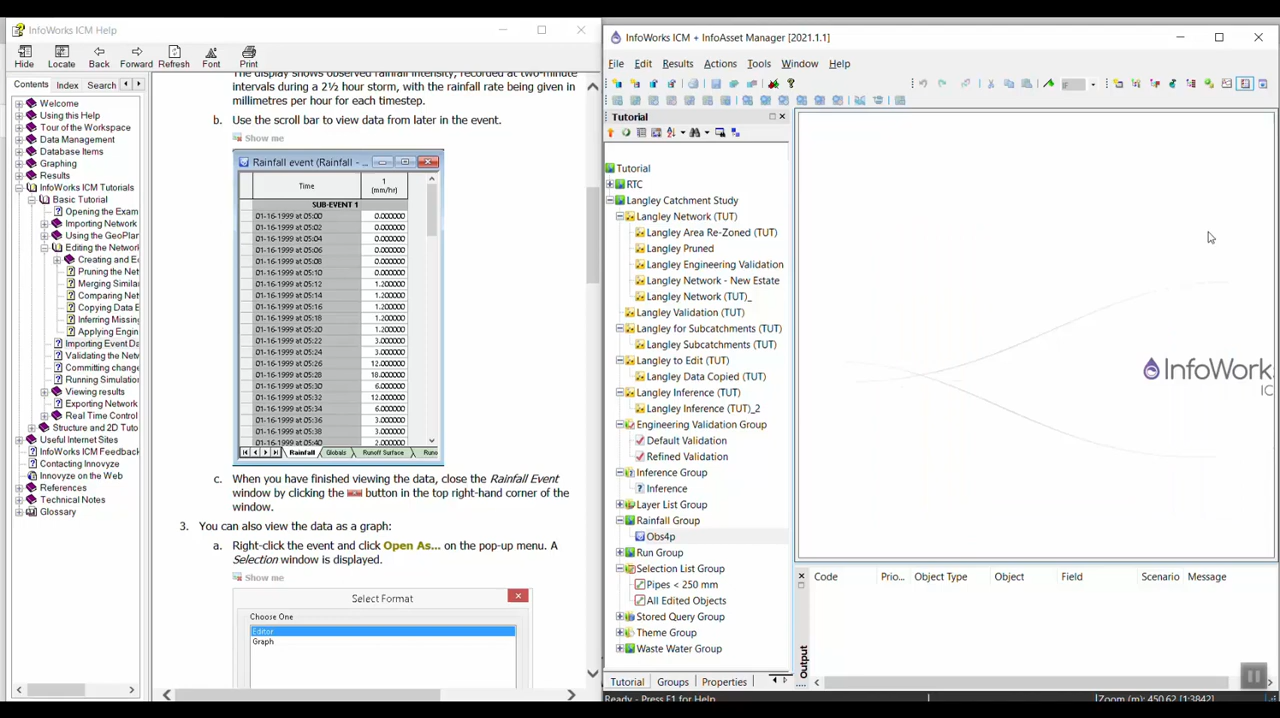 InfoWorks ICM Help
Hide Locate Back Forward Refresh Font Print
Contents Index Search
Welcome
Using this Help
Tour of the Workspace
Data Management
Database Items
Graphing
Results
InfoWorks ICM Tutorials
Basic Tutorial
Opening the Exam
Importing Network
Using the GeoPlan
Editing the Network
Creating and E
Pruning the Net
Merging Similar
Comparing Net
Copying Data B
Inferring Missing
Applying Engin
Importing Event Da
Validating the Netw
Committing change
Running Simulation
Viewing results
Exporting Network
Real Time Control
Structure and 2D Tuto
Useful Internet Sites
InfoWorks ICM Feedback
Contacting Innovyze
Innovyze on the Web
References
Technical Notes
Glossary
The display shows observed rainfall intensity, recorded at two-minute
intervals during a 2½ hour storm, with the rainfall rate being given in
millimetres per hour for each timestep.
b. Use the scroll bar to view data from later in the event.
Show me
Rainfall event (Rainfall - ...
Time 1
(mm/hr)
SUB-EVENT 1
01-16-1999 at 05:00 0.000000
01-16-1999 at 05:02 0.000000
01-16-1999 at 05:04 0.000000
01-16-1999 at 05:06 0.000000
01-16-1999 at 05:08 0.000000
01-16-1999 at 05:10 0.000000
01-16-1999 at 05:12 1.200000
01-16-1999 at 05:14 1.200000
01-16-1999 at 05:16 1.200000
01-16-1999 at 05:18 1.200000
01-16-1999 at 05:20 1.200000
01-16-1999 at 05:22 3.000000
01-16-1999 at 05:24 3.000000
01-16-1999 at 05:26 12.000000
01-16-1999 at 05:28 18.000000
01-16-1999 at 05:30 6.000000
01-16-1999 at 05:32 12.000000
01-16-1999 at 05:34 6.000000
01-16-1999 at 05:36 3.000000
01-16-1999 at 05:38 3.000000
01-16-1999 at 05:40 2.000000
Rainfall Globals Runoff Surface Runo
c. When you have finished viewing the data, close the Rainfall Event
window by clicking the button in the top right-hand corner of the
window.
3. You can also view the data as a graph:
a. Right-click the event and click Open As... on the pop-up menu. A
Selection window is displayed.
Show me
Select Format
Choose One
Editor
Graph
InfoWorks ICM + InfoAsset Manager [2021.1.1]
File Edit Results Actions Tools Window Help
Tutorial
Tutorial
RTC
Langley Catchment Study
Langley Network (TUT)
Langley Area Re-Zoned (TUT)
Langley Pruned
Langley Engineering Validation
Langley Network - New Estate
Langley Network (TUT)_
Langley Validation (TUT)
Langley for Subcatchments (TUT)
Langley Subcatchments (TUT)
Langley to Edit (TUT)
Langley Data Copied (TUT)
Langley Inference (TUT)
Langley Inference (TUT)_2
Engineering Validation Group
Default Validation
Refined Validation
Inference Group
Inference
Layer List Group
Rainfall Group
Obs4p
Run Group
Selection List Group
Pipes < 250 mm
All Edited Objects
Stored Query Group
Theme Group
Waste Water Group
Tutorial Groups Properties
InfoWork
IC
Code Prio... Object Type Object Field Scenario Message
Output
Ready - Press F1 for Help
Zoom (m): 450.62 [1:3842]